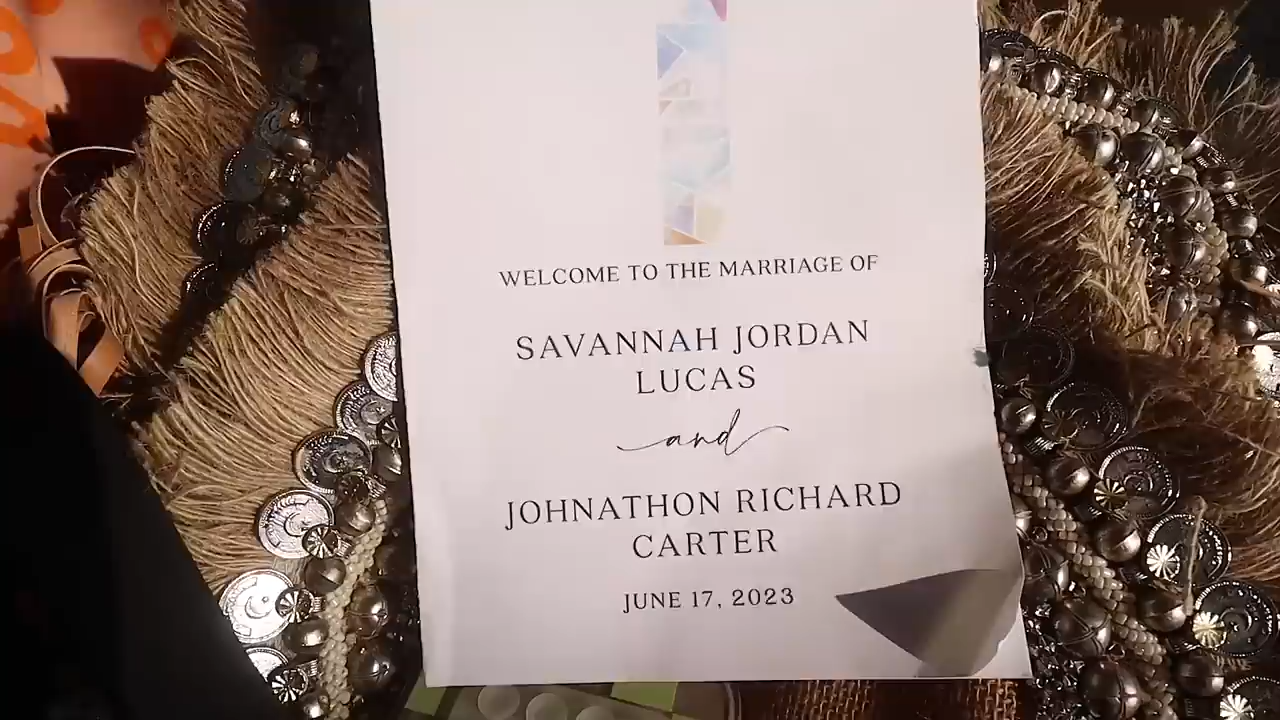 WELCOME TO THE MARRIAGE OF
SAVANNAH JORDAN
LUCAS
and
JOHNATHON RICHARD
CARTER
JUNE 17, 2023